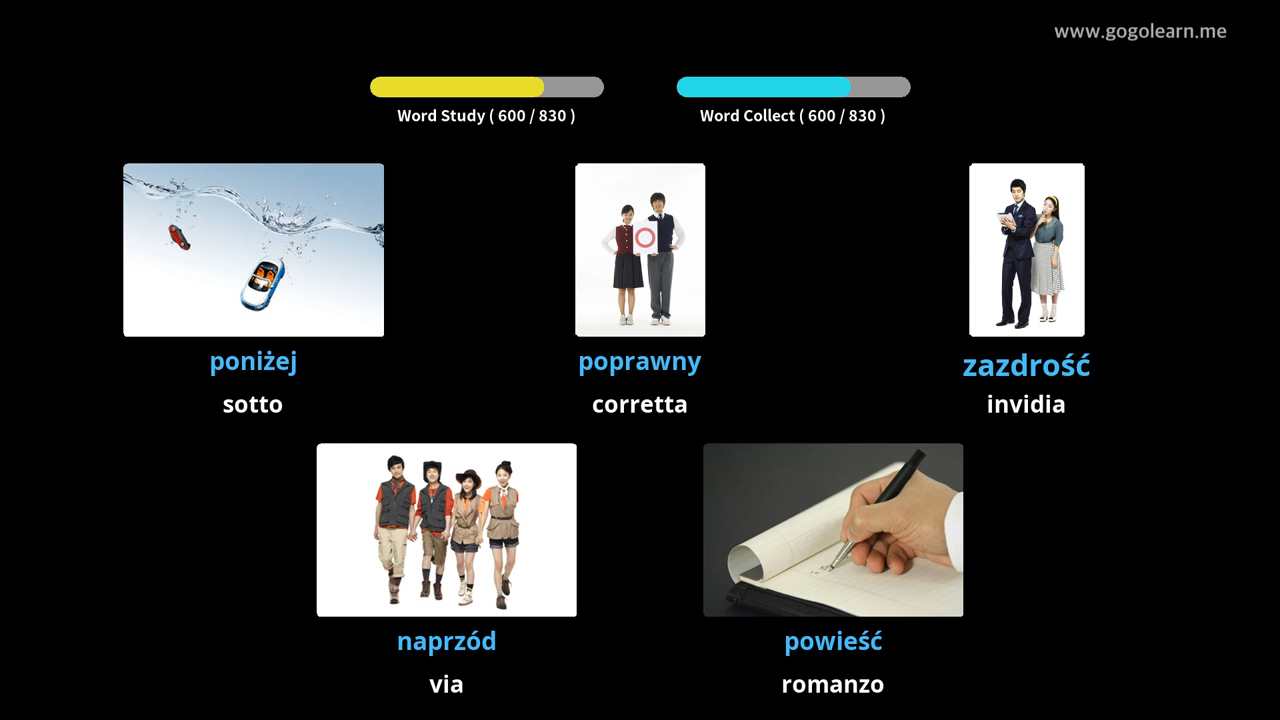 www.gogolearn.me
Word Study ( 600 / 830 )
Word Collect ( 600 / 830 )
poniżej
sotto
poprawny
corretta
zazdrość
invidia
naprzód
via
powieść
romanzo